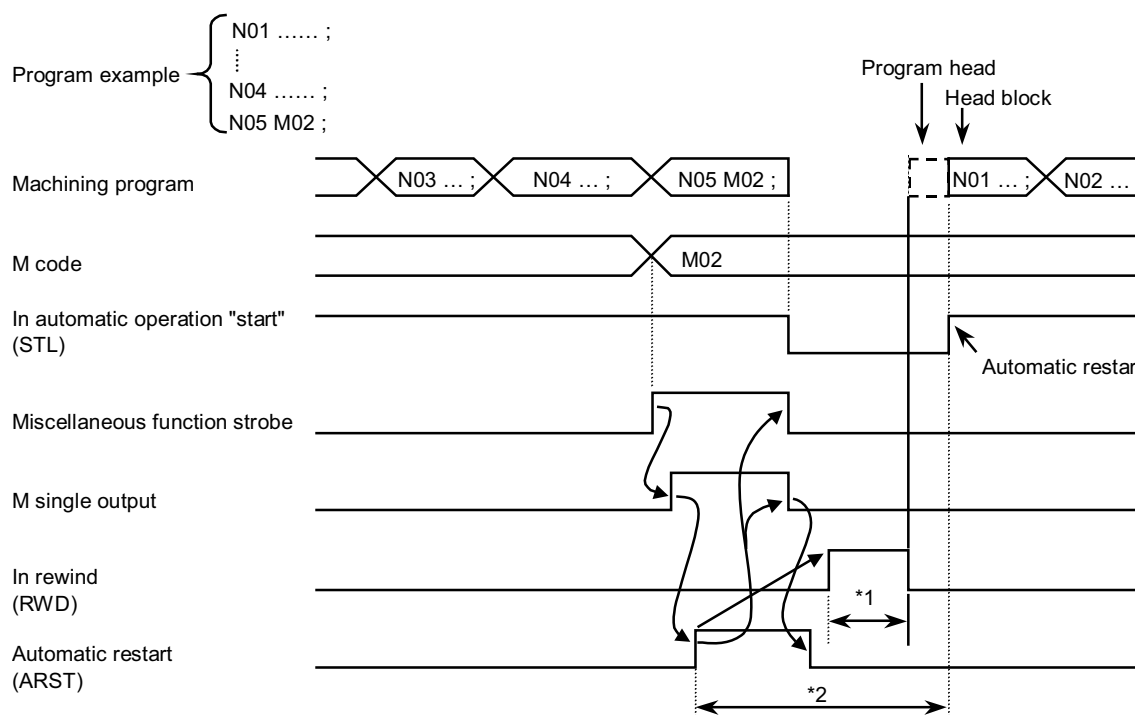 N01 …… ;
Program example
N04 …… ;
N05 M02 ;
Program head
Head block
Machining program
N03 … ;
N04 … ;
N05 M02 ;
N01 … ;
N02 …
M code
M02
In automatic operation "start"
(STL)
Automatic restar
Miscellaneous function strobe
M single output
In rewind
(RWD)
*1
Automatic restart
(ARST)
*2